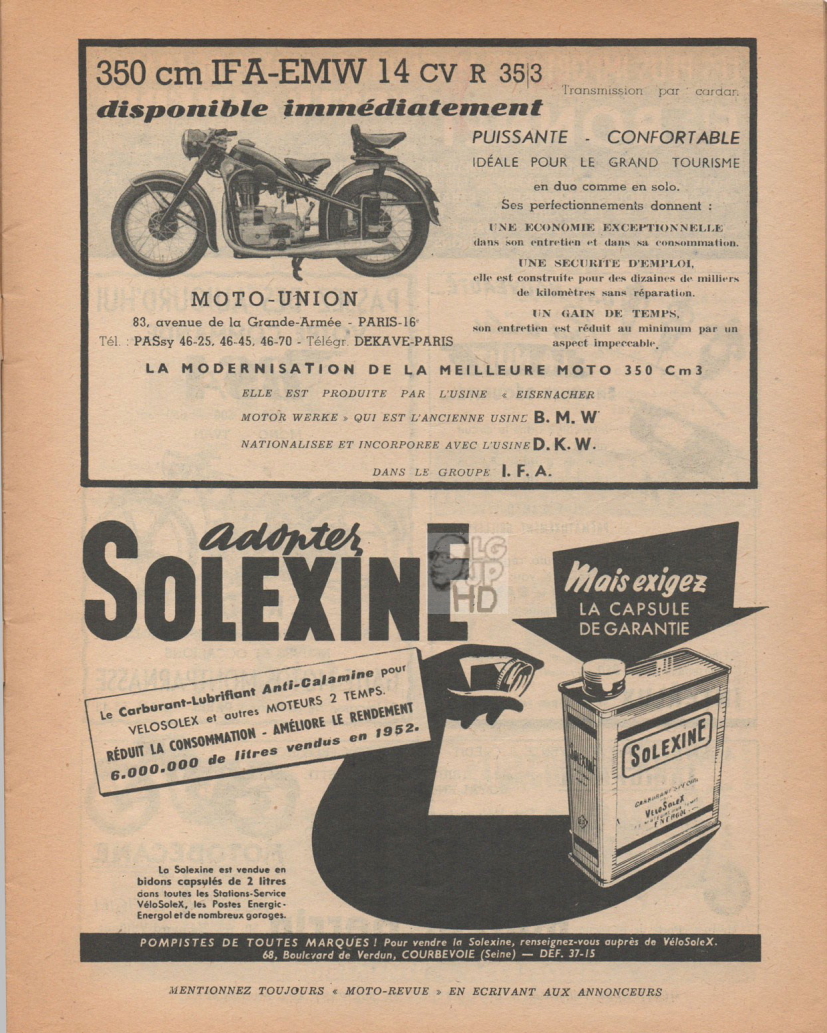 350 cm IFA-EMW 14 CV R 35|3
Transmission par cardan
disponible immédiatement
PUISSANTE - CONFORTABLE
IDÉALE POUR LE GRAND TOURISME
en duo comme en solo.
Ses perfectionnements donnent :
UNE ECONOMIE EXCEPTIONNELLE
dans son entretien et dans sa consommation.
UNE SECURITE D'EMPLOI,
elle est construite pour des dizaines de milliers
de kilomètres sans réparation.
UN GAIN DE TEMPS,
son entretien est réduit au minimum par un
aspect impeccable.
MOTO-UNION
83, avenue de la Grande-Armée - PARIS-16e
Tél. : PASsy 46-25, 46-45, 46-70 - Télégr. DEKAVE-PARIS
LA MODERNISATION DE LA MEILLEURE MOTO 350 Cm3
ELLE EST PRODUITE PAR L'USINE « EISENACHER
MOTOR WERKE » QUI EST L'ANCIENNE USINE B. M. W
NATIONALISEE ET INCORPOREE AVEC L'USINE D. K. W.
DANS LE GROUPE I. F. A.
adoptez
SOLEXINE
LG
UP
HD
Mais exigez
LA CAPSULE
DE GARANTIE
Le Carburant-Lubrifiant Anti-Calamine pour
VELOSOLEX et autres MOTEURS 2 TEMPS.
RÉDUIT LA CONSOMMATION - AMÉLIORE LE RENDEMENT
6.000.000 de litres vendus en 1952.
SOLEXINE
SOLEXINE
VELOSOLEX
ENERGOL
La Solexine est vendue en
bidons capsulés de 2 litres
dans toutes les Stations-Service
VéloSoleX, les Postes Energic-
Energol et de nombreux garages.
POMPISTES DE TOUTES MARQUES ! Pour vendre la Solexine, renseignez-vous auprès de VéloSoleX.
68, Boulevard de Verdun, COURBEVOIE (Seine) — DEF. 37-15
MENTIONNEZ TOUJOURS « MOTO-REVUE » EN ECRIVANT AUX ANNONCEURS